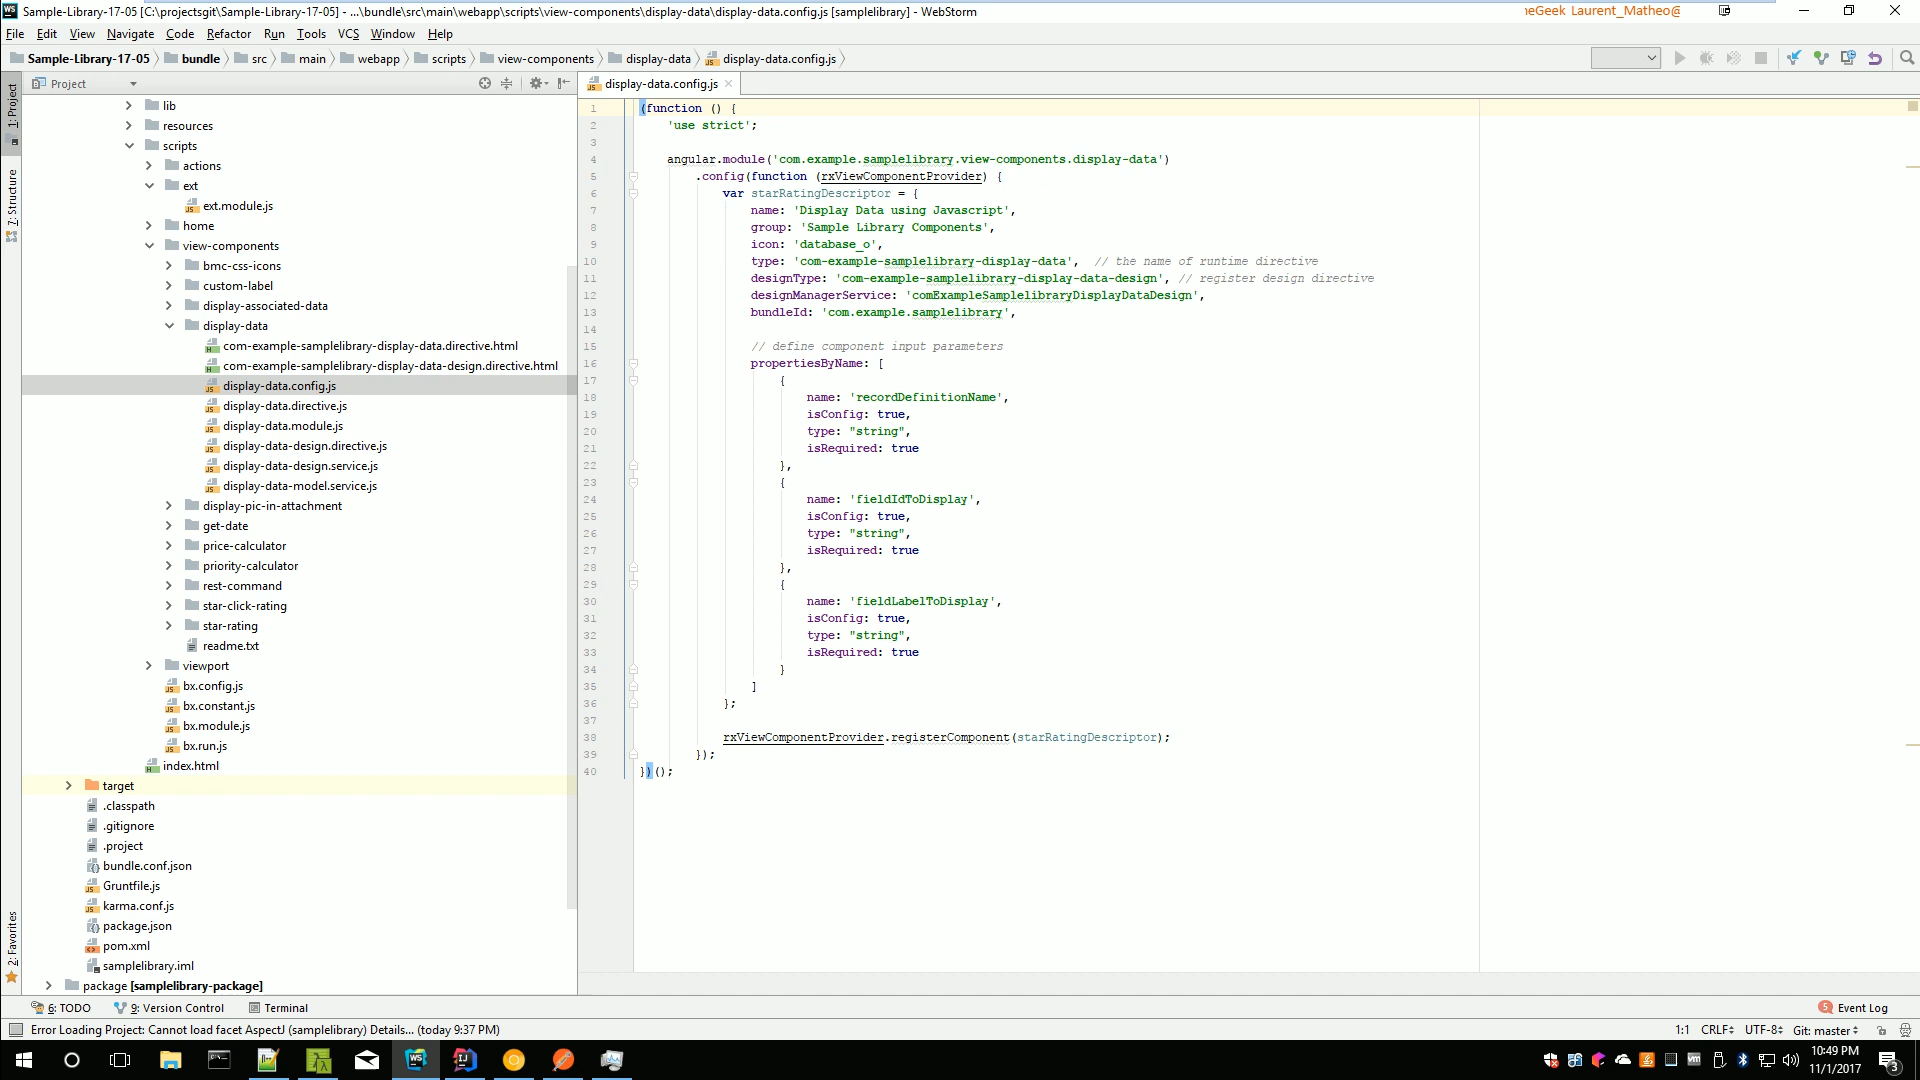 Sample-Library-17-05 [C:\projectsgit\Sample-Library-17-05] - ...\bundle\src\main\webapp\scripts\view-components\display-data\display-data.config.js [samplelibrary] - WebStorm
Laurent_Matheo@
File Edit View Navigate Code Refactor Run Tools VCS Window Help
Sample-Library-17-05 bundle src main webapp scripts view-components display-data display-data.config.js
Project
display-data.config.js
1: Project
7: Structure
2: Favorites
lib
resources
scripts
actions
ext
ext.module.js
home
view-components
bmc-css-icons
custom-label
display-associated-data
display-data
com-example-samplelibrary-display-data.directive.html
com-example-samplelibrary-display-data-design.directive.html
display-data.config.js
display-data.directive.js
display-data.module.js
display-data-design.directive.js
display-data-design.service.js
display-data-model.service.js
display-pic-in-attachment
get-date
price-calculator
priority-calculator
rest-command
star-click-rating
star-rating
readme.txt
viewport
bx.config.js
bx.constant.js
bx.module.js
bx.run.js
index.html
target
.classpath
.gitignore
.project
bundle.conf.json
Gruntfile.js
karma.conf.js
package.json
pom.xml
samplelibrary.iml
package [samplelibrary-package]
1 (function () {
2 'use strict';
3
4 angular.module('com.example.samplelibrary.view-components.display-data')
5 .config(function (rxViewComponentProvider) {
6 var starRatingDescriptor = {
7 name: 'Display Data using Javascript',
8 group: 'Sample Library Components',
9 icon: 'database_o',
10 type: 'com-example-samplelibrary-display-data', // the name of runtime directive
11 designType: 'com-example-samplelibrary-display-data-design', // register design directive
12 designManagerService: 'comExampleSamplelibraryDisplayDataDesign',
13 bundleId: 'com.example.samplelibrary',
14
15 // define component input parameters
16 propertiesByName: [
17 {
18 name: 'recordDefinitionName',
19 isConfig: true,
20 type: "string",
21 isRequired: true
22 },
23 {
24 name: 'fieldIdToDisplay',
25 isConfig: true,
26 type: "string",
27 isRequired: true
28 },
29 {
30 name: 'fieldLabelToDisplay',
31 isConfig: true,
32 type: "string",
33 isRequired: true
34 }
35 ]
36 };
37
38 rxViewComponentProvider.registerComponent(starRatingDescriptor);
39 });
40 })();
6: TODO 9: Version Control Terminal 5 Event Log
Error Loading Project: Cannot load facet AspectJ (samplelibrary) Details... (today 9:37 PM) 1:1 CRLF UTF-8 Git: master
10:49 PM
11/1/2017
3